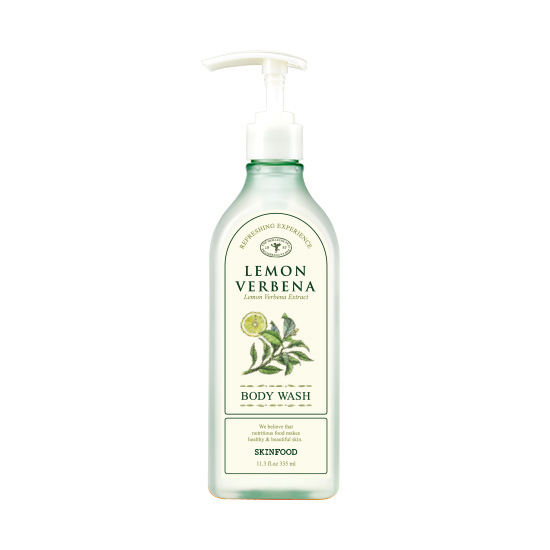 REFRESHING EXPERIENCE
LEMON
VERBENA
Lemon Verbena Extract
BODY WASH
We believe that
nutritious food makes
healthy & beautiful skin.
SKINFOOD
11.3 fl.oz 335 ml